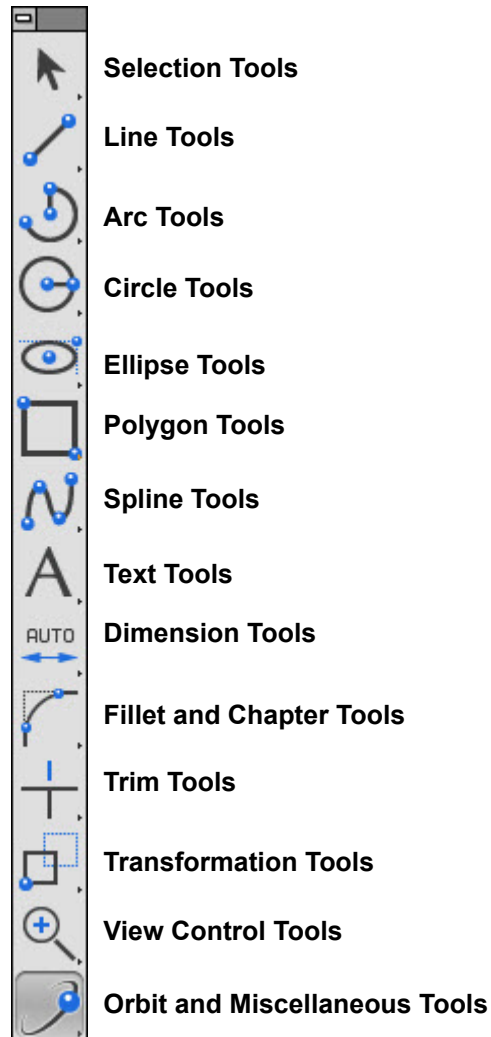 Selection Tools
Line Tools
Arc Tools
Circle Tools
Ellipse Tools
Polygon Tools
Spline Tools
A Text Tools
AUTO Dimension Tools
Fillet and Chapter Tools
Trim Tools
Transformation Tools
View Control Tools
Orbit and Miscellaneous Tools